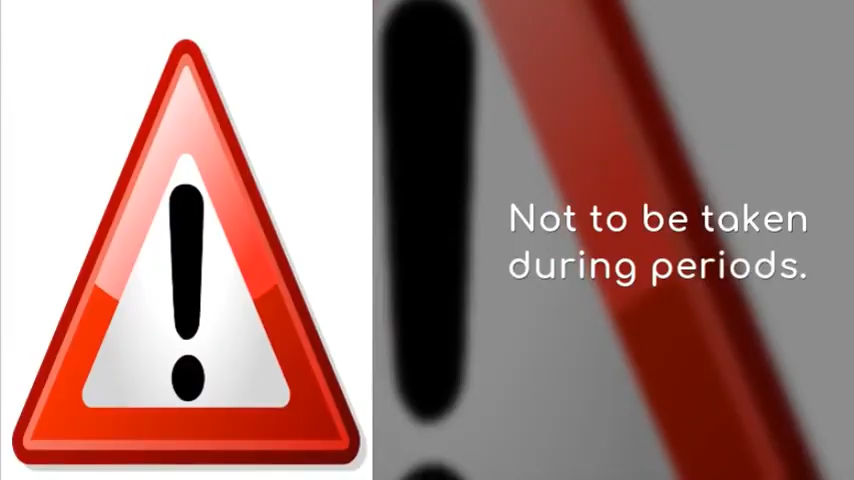 Not to be taken
during periods.